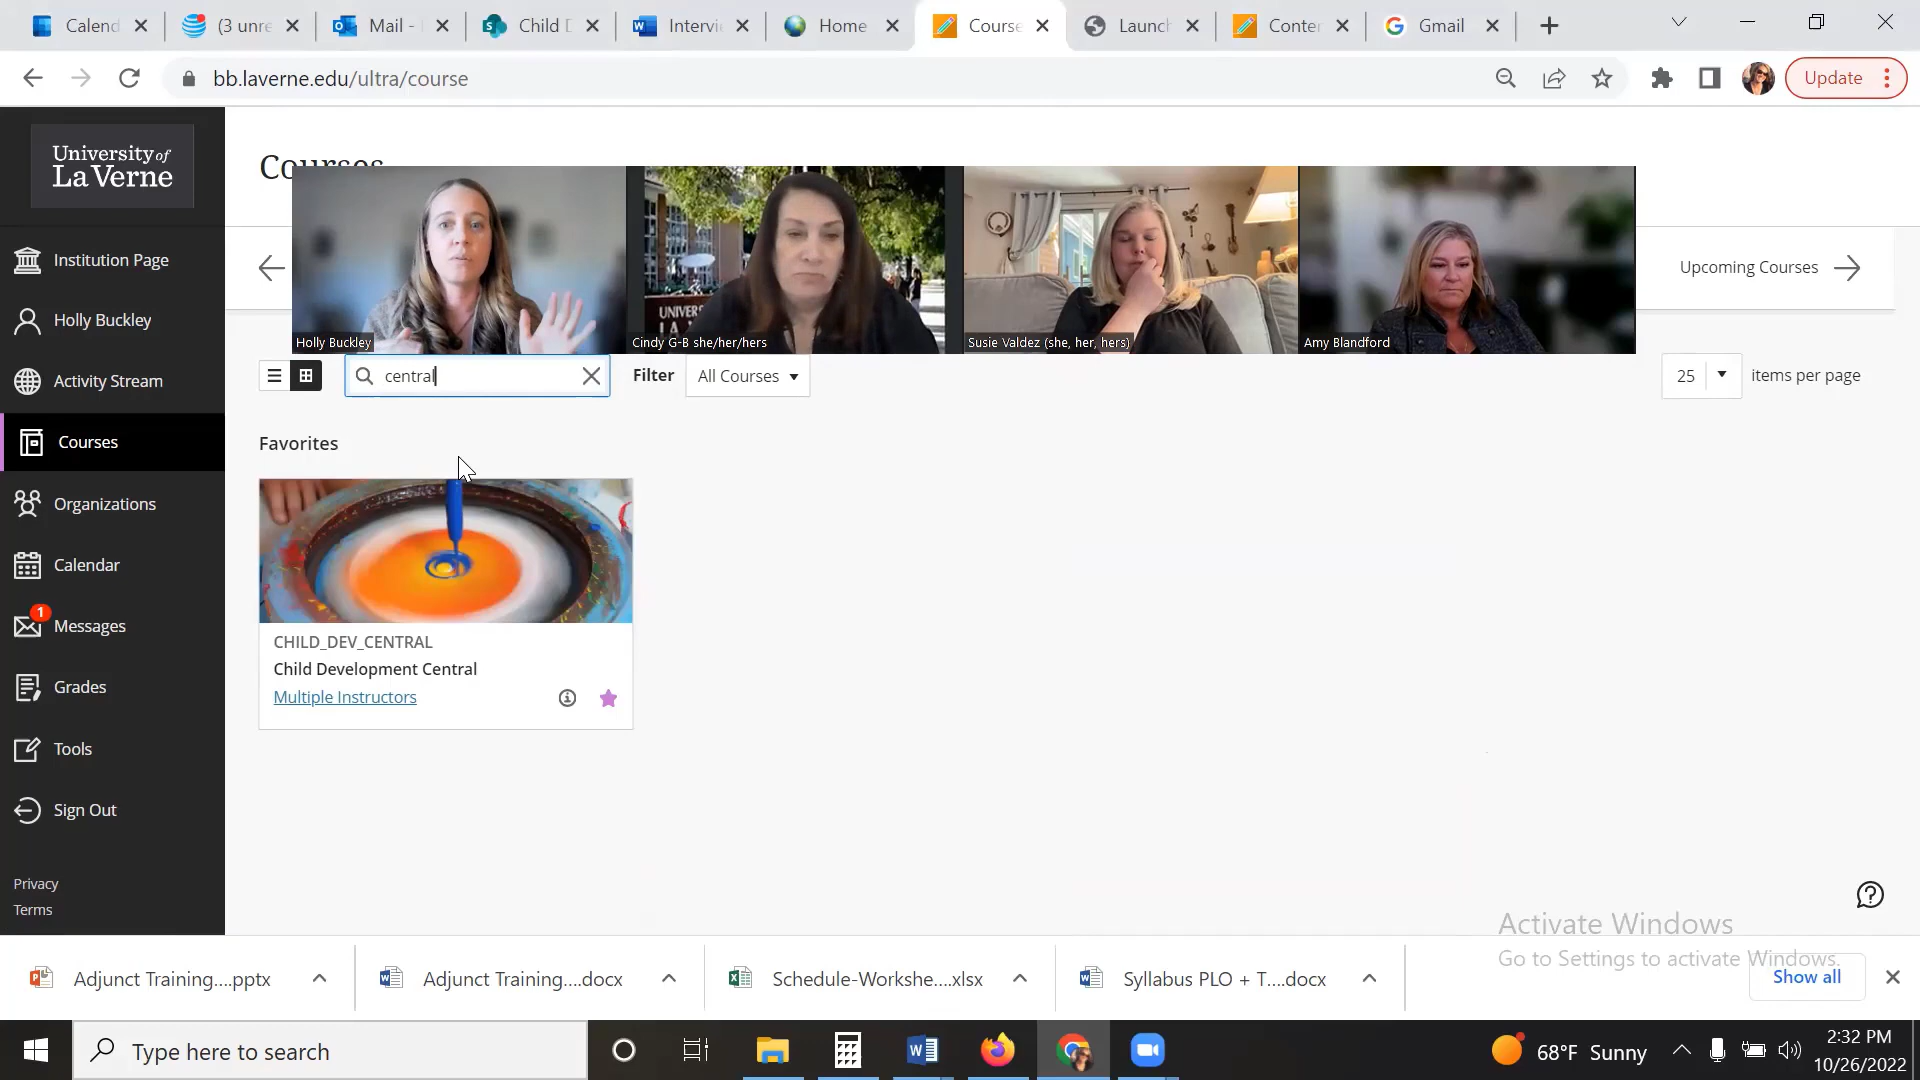 Calend
(3 unre
Mail -
Child D
Intervie
Home
Course
Launch
Conten
Gmail
bb.laverne.edu/ultra/course
Update
University of
La Verne
Courses
Institution Page
Holly Buckley
Activity Stream
Courses
Organizations
Calendar
1
Messages
Grades
Tools
Sign Out
Privacy
Terms
Upcoming Courses
UNIVERS
Holly Buckley
Cindy G-B she/her/hers
Susie Valdez (she, her, hers)
Amy Blandford
central
Filter
All Courses
25
items per page
Favorites
CHILD_DEV_CENTRAL
Child Development Central
Multiple Instructors
Activate Windows
Go to Settings to activate Windows.
Adjunct Training....pptx
Adjunct Training....docx
Schedule-Workshe....xlsx
Syllabus PLO + T....docx
Show all
Type here to search
68°F Sunny
2:32 PM
10/26/2022